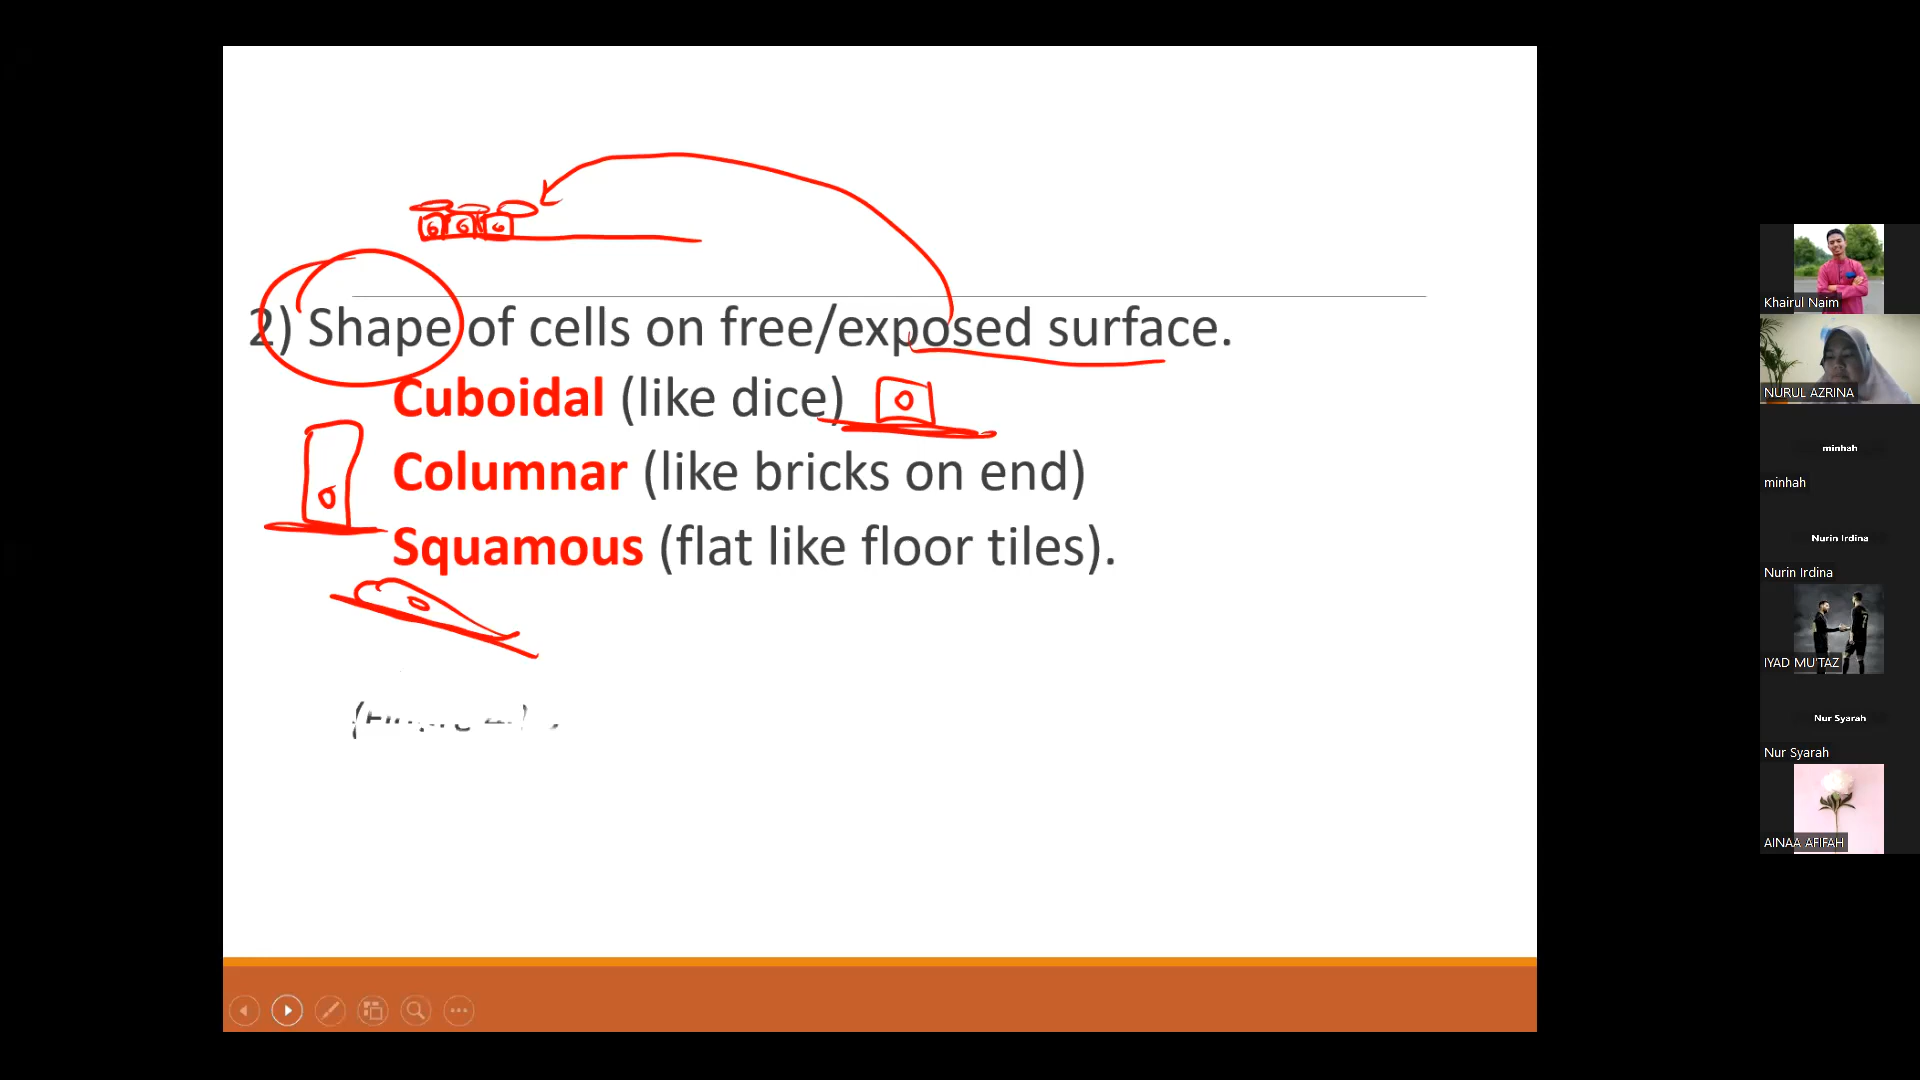 2) Shape of cells on free/exposed surface.
Cuboidal (like dice)
Columnar (like bricks on end)
Squamous (flat like floor tiles).
Khairul Naim
NURUL AZRINA
minhah
minhah
Nurin Irdina
Nurin Irdina
IYAD MU'TAZ
Nur Syarah
Nur Syarah
AINAA AFIFAH